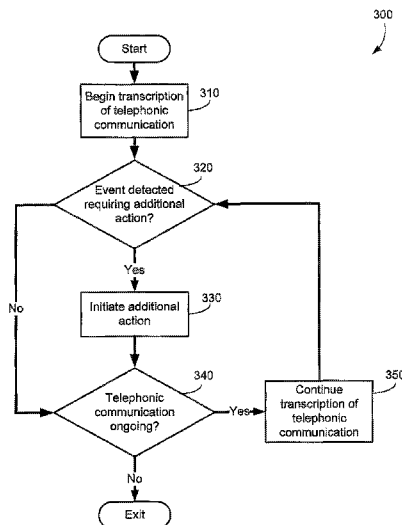 300
Start
310
Begin transcription
of telephonic
communication
320
Event detected
requiring additional
action?
Yes
No
330
Initiate additional
action
340
Telephonic
communication
ongoing?
Yes
350
Continue
transcription of
telephonic
communication
No
Exit